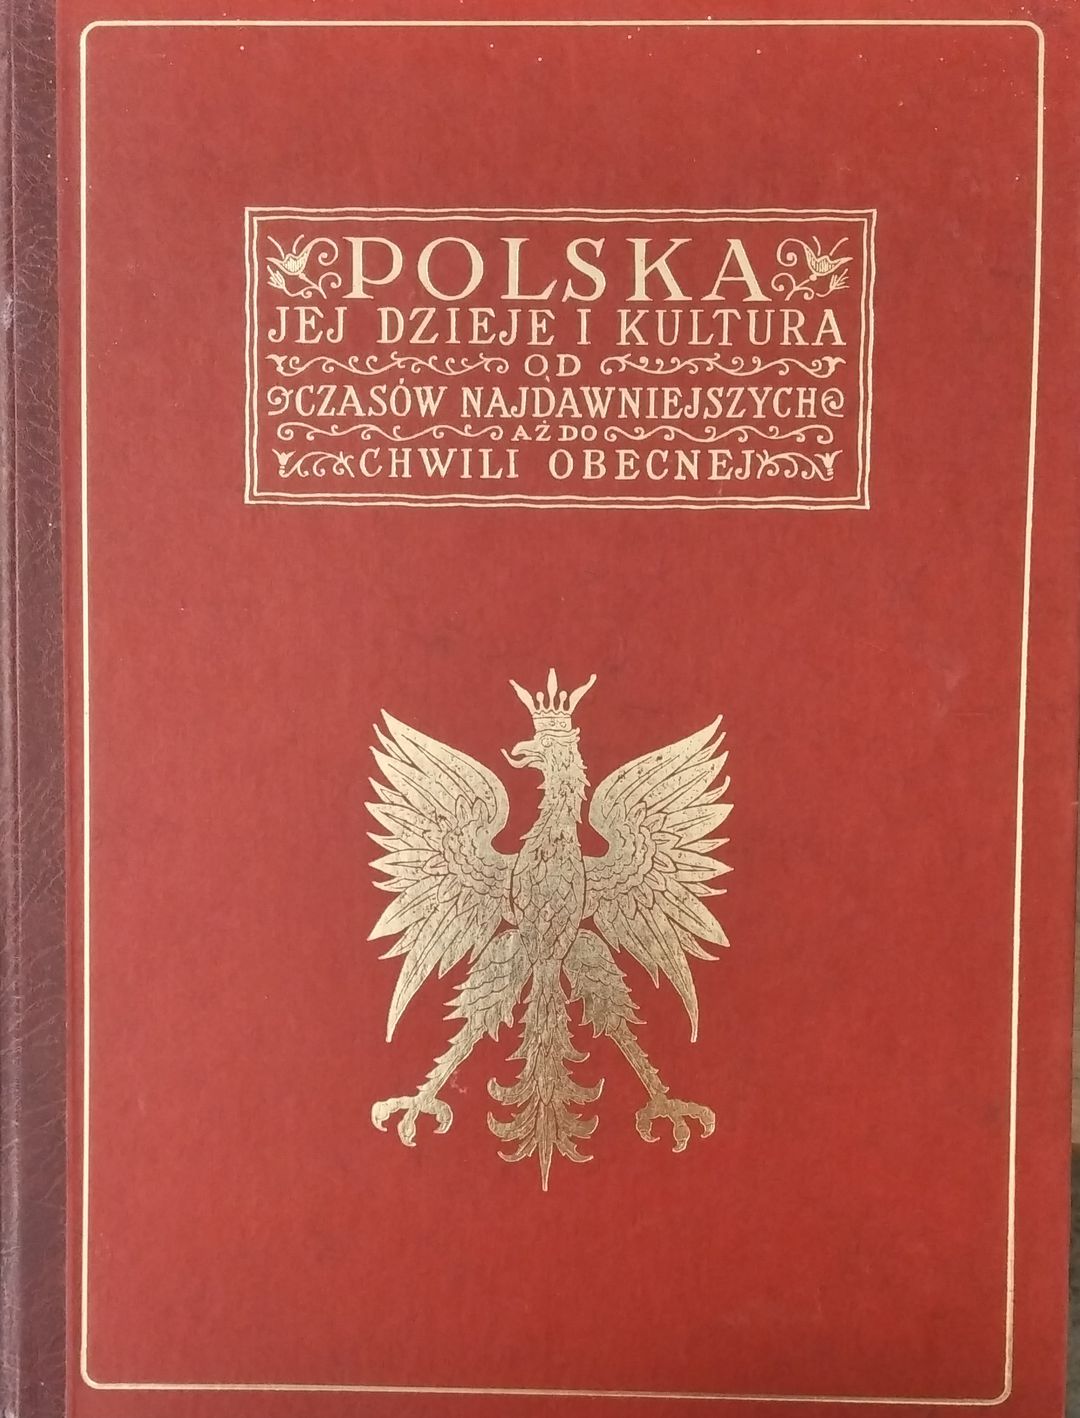 POLSKA
JEJ DZIEJE I KULTURA
OD
CZASÓW NAJDAWNIEJSZYCH
AŻ DO
CHWILI OBECNEJ